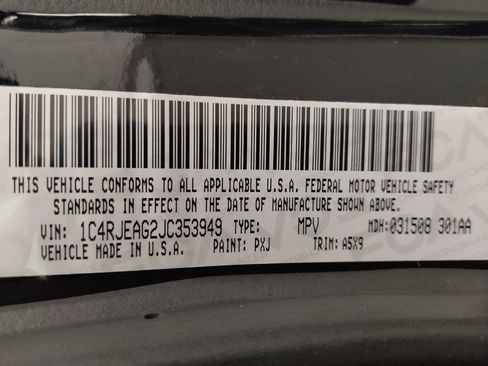 THIS VEHICLE CONFORMS TO ALL APPLICABLE U.S.A. FEDERAL MOTOR VEHICLE SAFETY
STANDARDS IN EFFECT ON THE DATE OF MANUFACTURE SHOWN ABOVE.
VIN: 1C4RJEAG2JC353949 TYPE: MPV MDH:031508 301AA
VEHICLE MADE IN U.S.A. PAINT: PXJ TRIM: A5X9